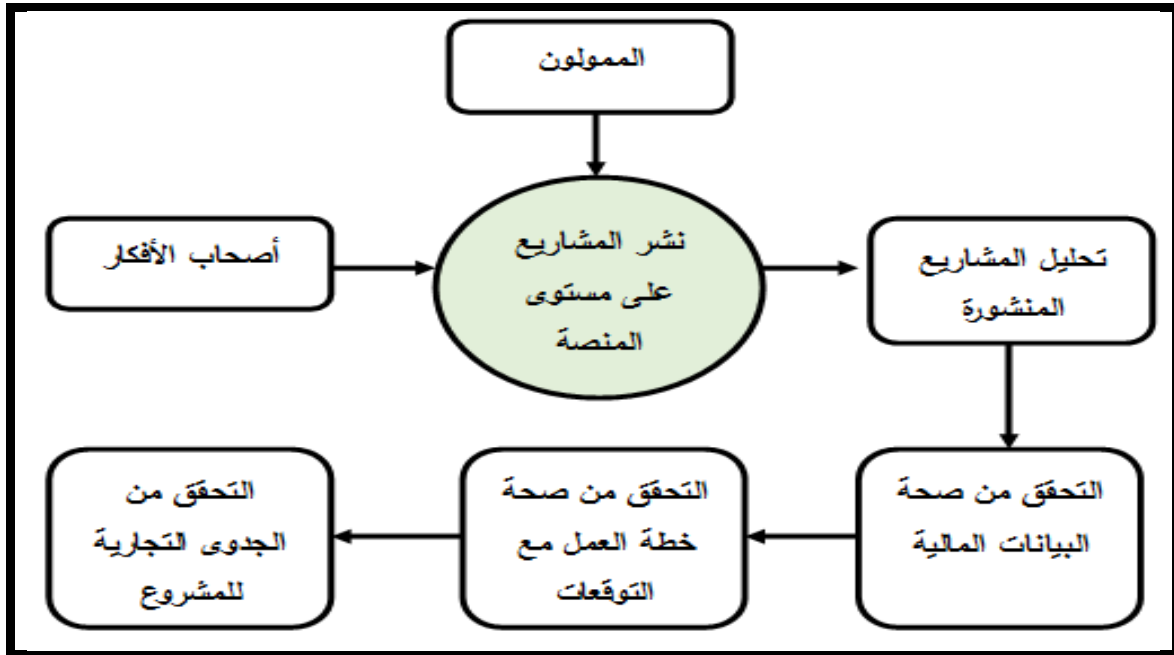 الممولون
أصحاب الأفكار
نشر المشاريع
على مستوى
المنصة
تحليل المشاريع
المنشورة
التحقق من صحة
البيانات المالية
التحقق من صحة
خطة العمل مع
التوقعات
التحقق من
الجدوى التجارية
للمشروع